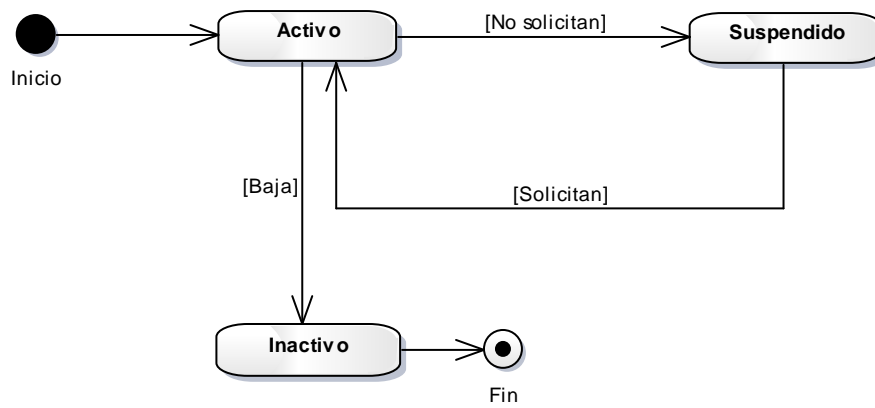 Activo
[No solicitan]
Suspendido
Inicio
[Baja]
[Solicitan]
Inactivo
Fin